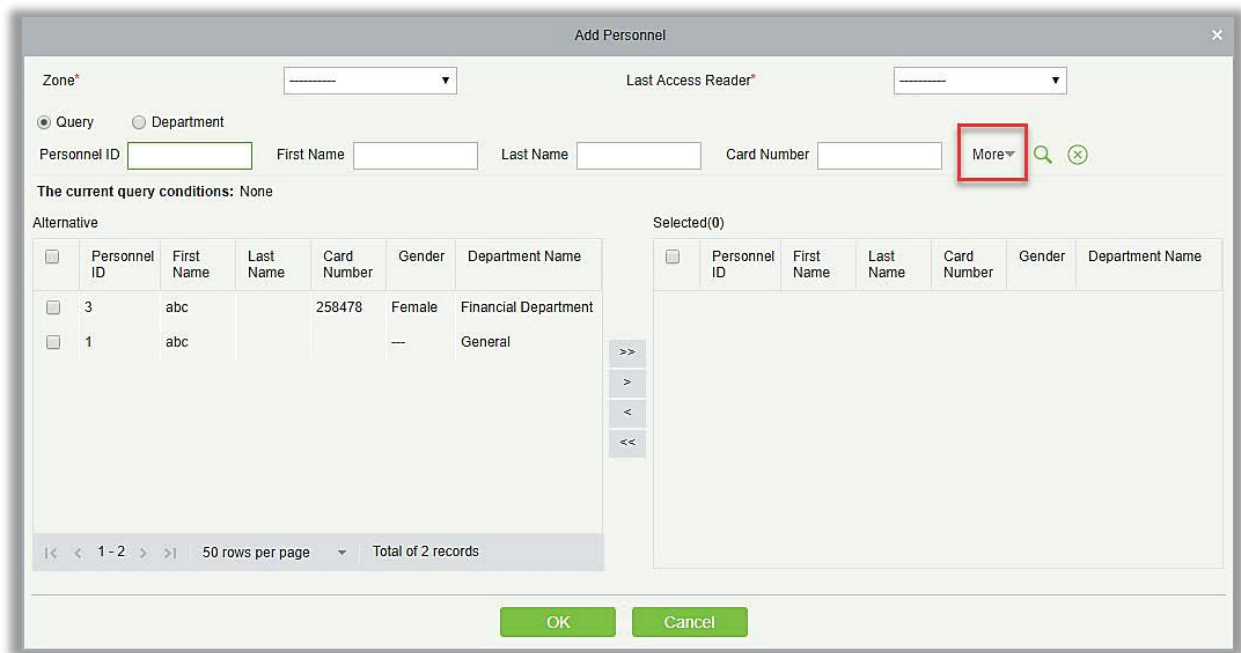 Add Personnel ×
Zone* ---------- Last Access Reader* ----------
Query Department
Personnel ID First Name Last Name Card Number More
The current query conditions: None
Alternative Selected(0)
Personnel ID First Name Last Name Card Number Gender Department Name Personnel ID First Name Last Name Card Number Gender Department Name
3 abc 258478 Female Financial Department
1 abc --- General
>>
>
<
<<
|< < 1 - 2 > >| 50 rows per page Total of 2 records
OK Cancel